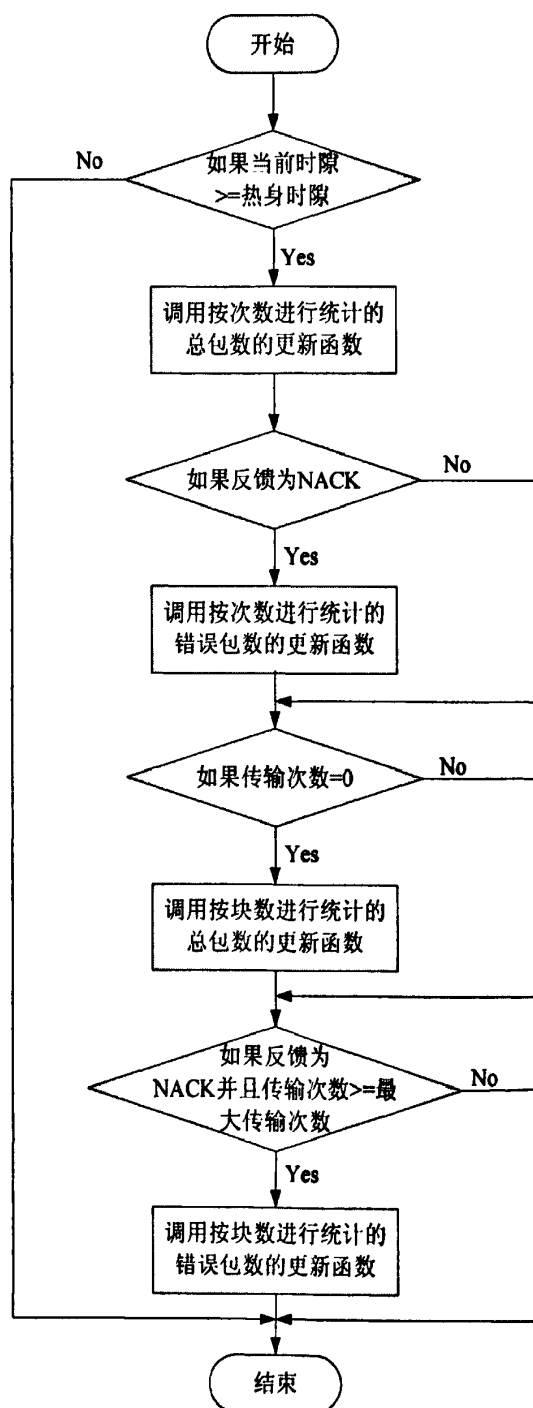 开始
No
如果当前时隙
>=热身时隙
Yes
调用按次数进行统计的
总包数的更新函数
如果反馈为NACK
No
Yes
调用按次数进行统计的
错误包数的更新函数
如果传输次数=0
No
Yes
调用按块数进行统计的
总包数的更新函数
如果反馈为
NACK并且传输次数>=最
大传输次数
No
Yes
调用按块数进行统计的
错误包数的更新函数
结束